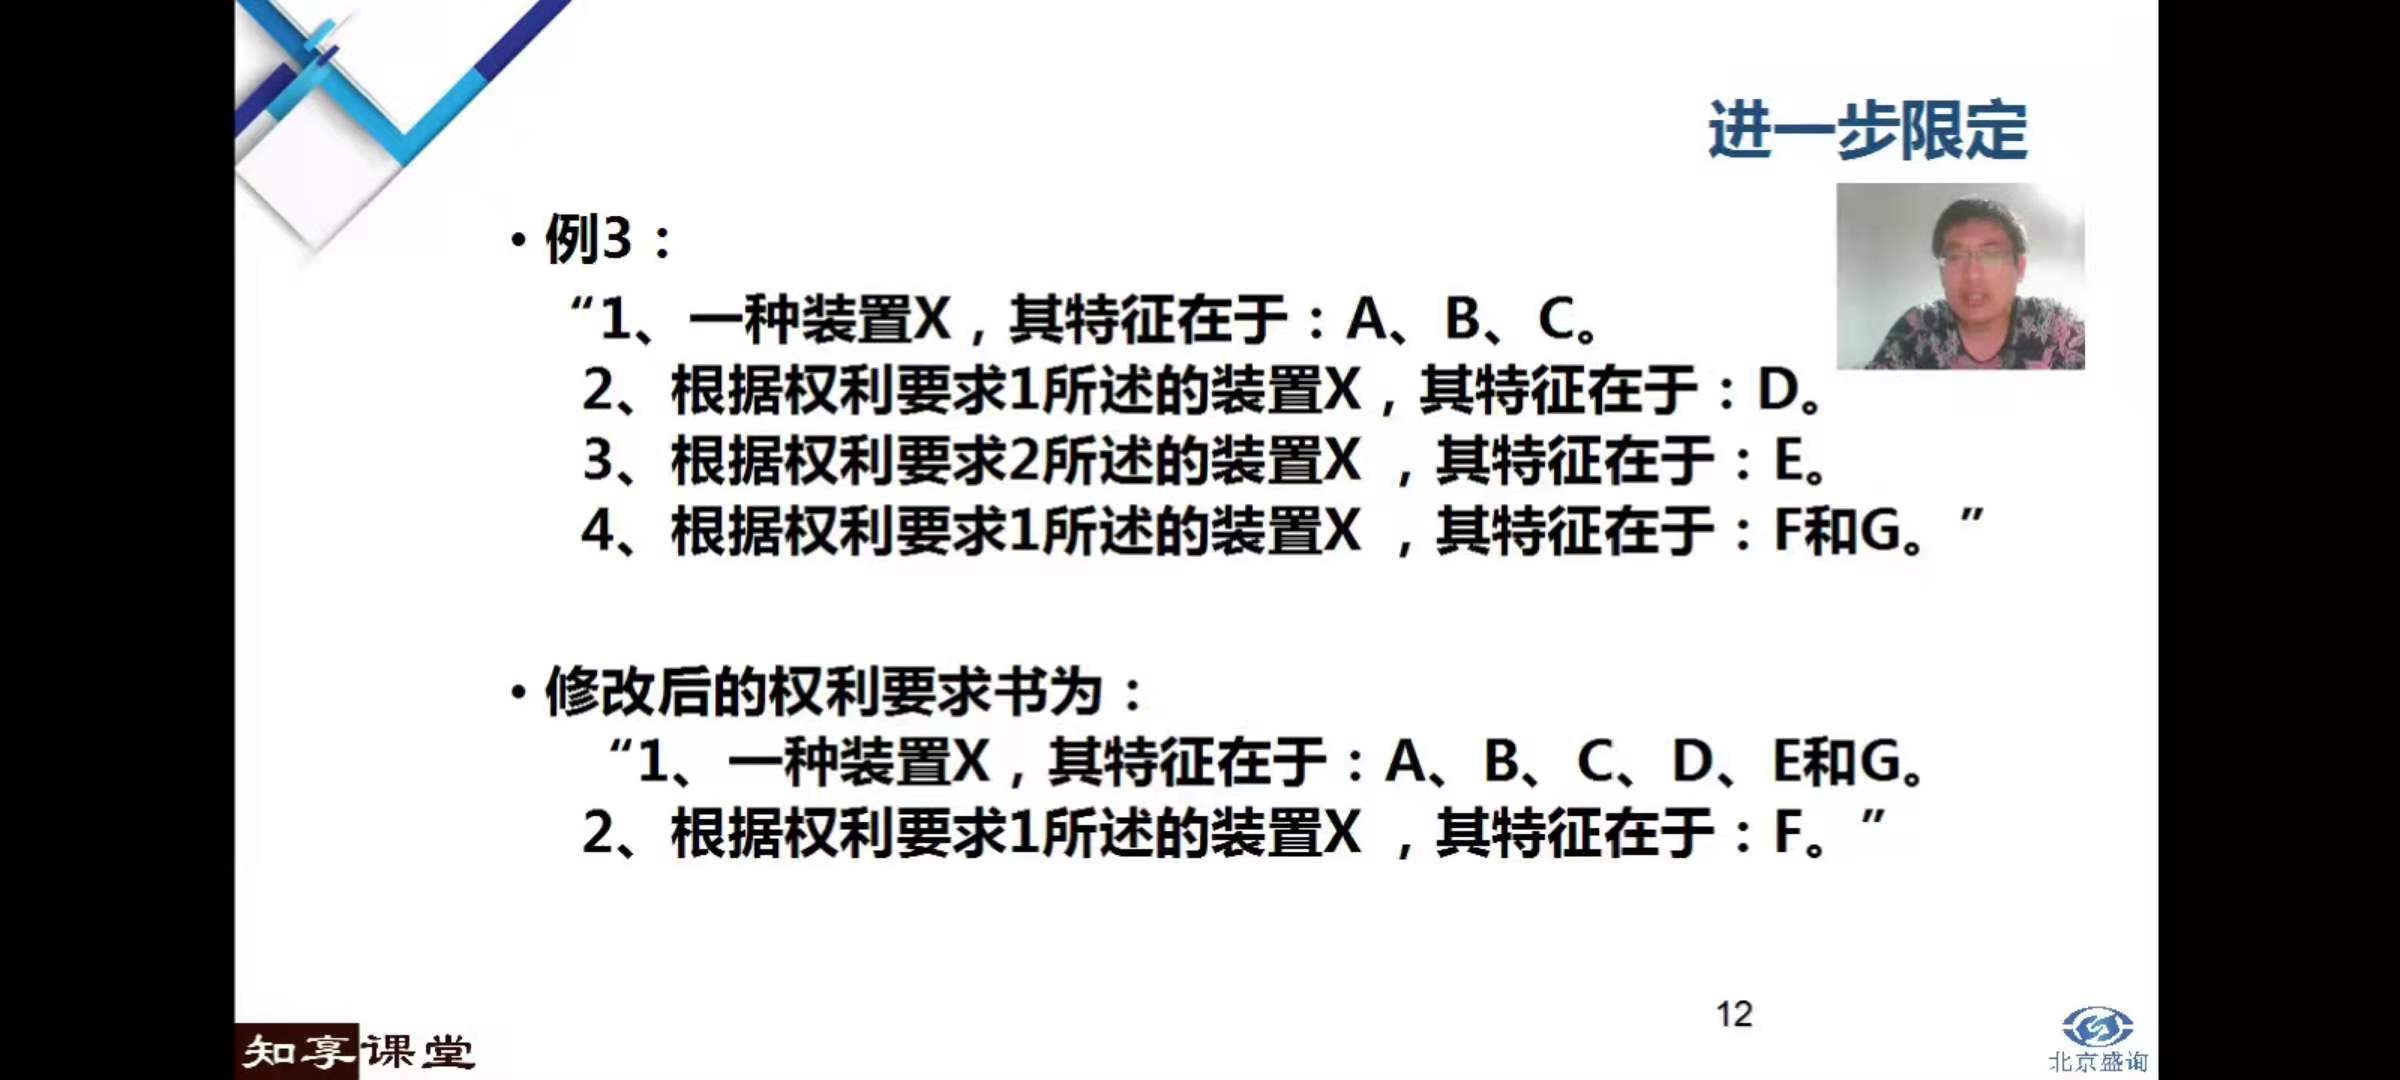 进一步限定
• 例3：
“1、一种装置X，其特征在于：A、B、C。
2、根据权利要求1所述的装置X，其特征在于：D。
3、根据权利要求2所述的装置X ，其特征在于：E。
4、根据权利要求1所述的装置X ，其特征在于：F和G。”
• 修改后的权利要求书为：
“1、一种装置X，其特征在于：A、B、C、D、E和G。
2、根据权利要求1所述的装置X ，其特征在于：F。”
12
知享课堂
北京盛询